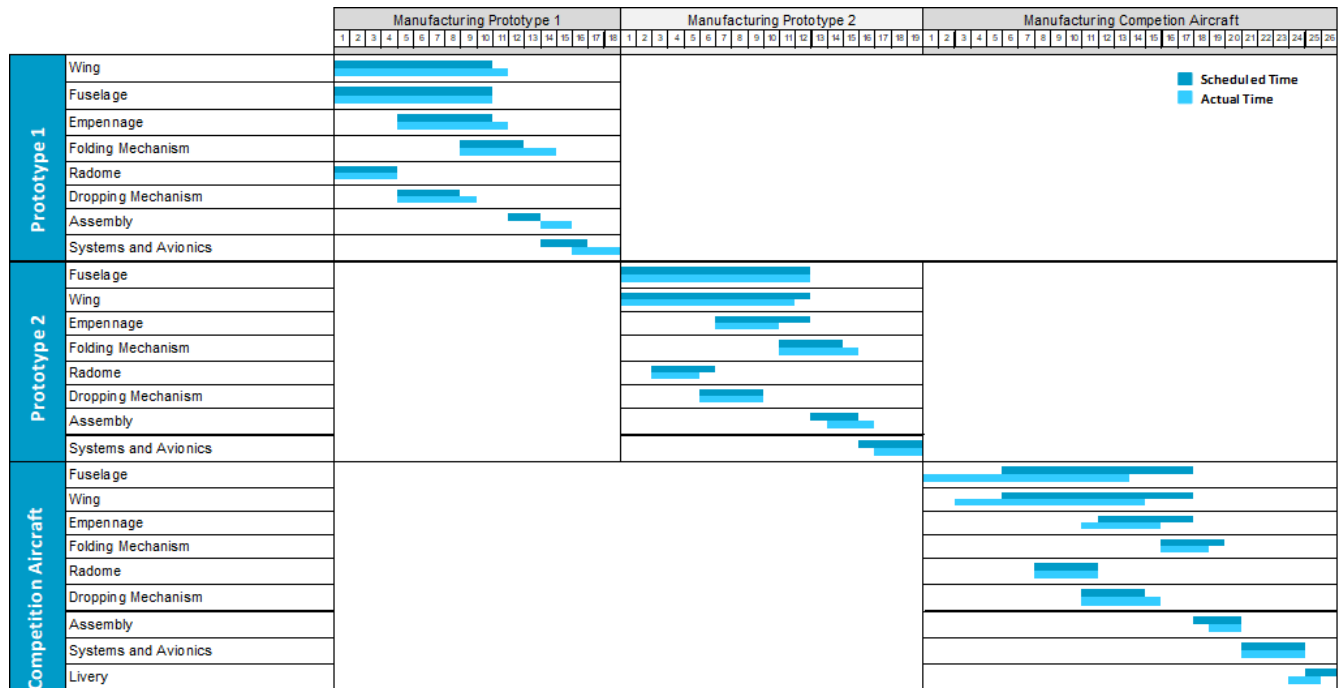 Manufacturing Prototype 1 Manufacturing Prototype 2 Manufacturing Competion Aircraft
1 2 3 4 5 6 7 8 9 10 11 12 13 14 15 16 17 18 1 2 3 4 5 6 7 8 9 10 11 12 13 14 15 16 17 18 19 1 2 3 4 5 6 7 8 9 10 11 12 13 14 15 16 17 18 19 20 21 22 23 24 25 26
Scheduled Time
Actual Time
Prototype 1
Wing
Fuselage
Empennage
Folding Mechanism
Radome
Dropping Mechanism
Assembly
Systems and Avionics
Prototype 2
Fuselage
Wing
Empennage
Folding Mechanism
Radome
Dropping Mechanism
Assembly
Systems and Avionics
Competition Aircraft
Fuselage
Wing
Empennage
Folding Mechanism
Radome
Dropping Mechanism
Assembly
Systems and Avionics
Livery